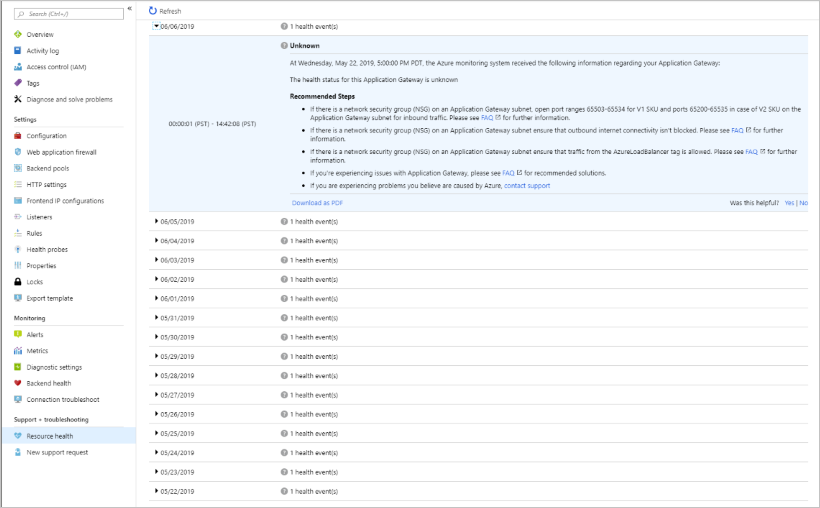 Search (Ctrl+/)
«
Overview
Activity log
Access control (IAM)
Tags
Diagnose and solve problems
Settings
Configuration
Web application firewall
Backend pools
HTTP settings
Frontend IP configurations
Listeners
Rules
Health probes
Properties
Locks
Export template
Monitoring
Alerts
Metrics
Diagnostic settings
Backend health
Connection troubleshoot
Support + troubleshooting
Resource health
New support request
Refresh
06/06/2019 1 health event(s)
00:00:01 (PST) - 14:42:08 (PST)
Unknown
At Wednesday, May 22, 2019, 5:00:00 PM PDT, the Azure monitoring system received the following information regarding your Application Gateway:
The health status for this Application Gateway is unknown
Recommended Steps
• If there is a network security group (NSG) on an Application Gateway subnet, open port ranges 65503-65534 for V1 SKU and ports 65200-65535 in case of V2 SKU on the
Application Gateway subnet for inbound traffic. Please see FAQ for further information.
• If there is a network security group (NSG) on an Application Gateway subnet ensure that outbound internet connectivity isn't blocked. Please see FAQ for further
information.
• If there is a network security group (NSG) on an Application Gateway subnet ensure that traffic from the AzureLoadBalancer tag is allowed. Please see FAQ for further
information.
• If you're experiencing issues with Application Gateway, please see FAQ for recommended solutions.
• If you are experiencing problems you believe are caused by Azure, contact support
Download as PDF Was this helpful? Yes | No
06/05/2019 1 health event(s)
06/04/2019 1 health event(s)
06/03/2019 1 health event(s)
06/02/2019 1 health event(s)
06/01/2019 1 health event(s)
05/31/2019 1 health event(s)
05/30/2019 1 health event(s)
05/29/2019 1 health event(s)
05/28/2019 1 health event(s)
05/27/2019 1 health event(s)
05/26/2019 1 health event(s)
05/25/2019 1 health event(s)
05/24/2019 1 health event(s)
05/23/2019 1 health event(s)
05/22/2019 1 health event(s)